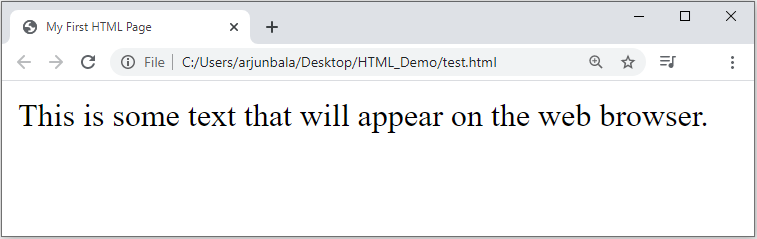 My First HTML Page
File C:/Users/arjunbala/Desktop/HTML_Demo/test.html
This is some text that will appear on the web browser.